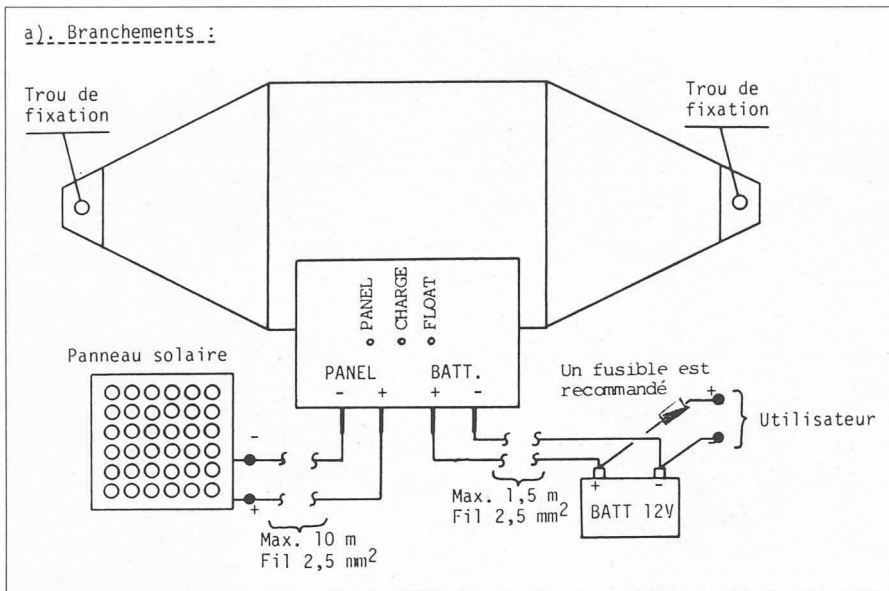 a). Branchements :
Trou de
fixation
Trou de
fixation
PANEL
CHARGE
FLOAT
Panneau solaire
PANEL
BATT.
- + + -
Un fusible est
recommandé
+
-
Utilisateur
-
+
Max. 1,5 m
Fil 2,5 mm²
+ -
BATT 12V
Max. 10 m
Fil 2,5 mm²